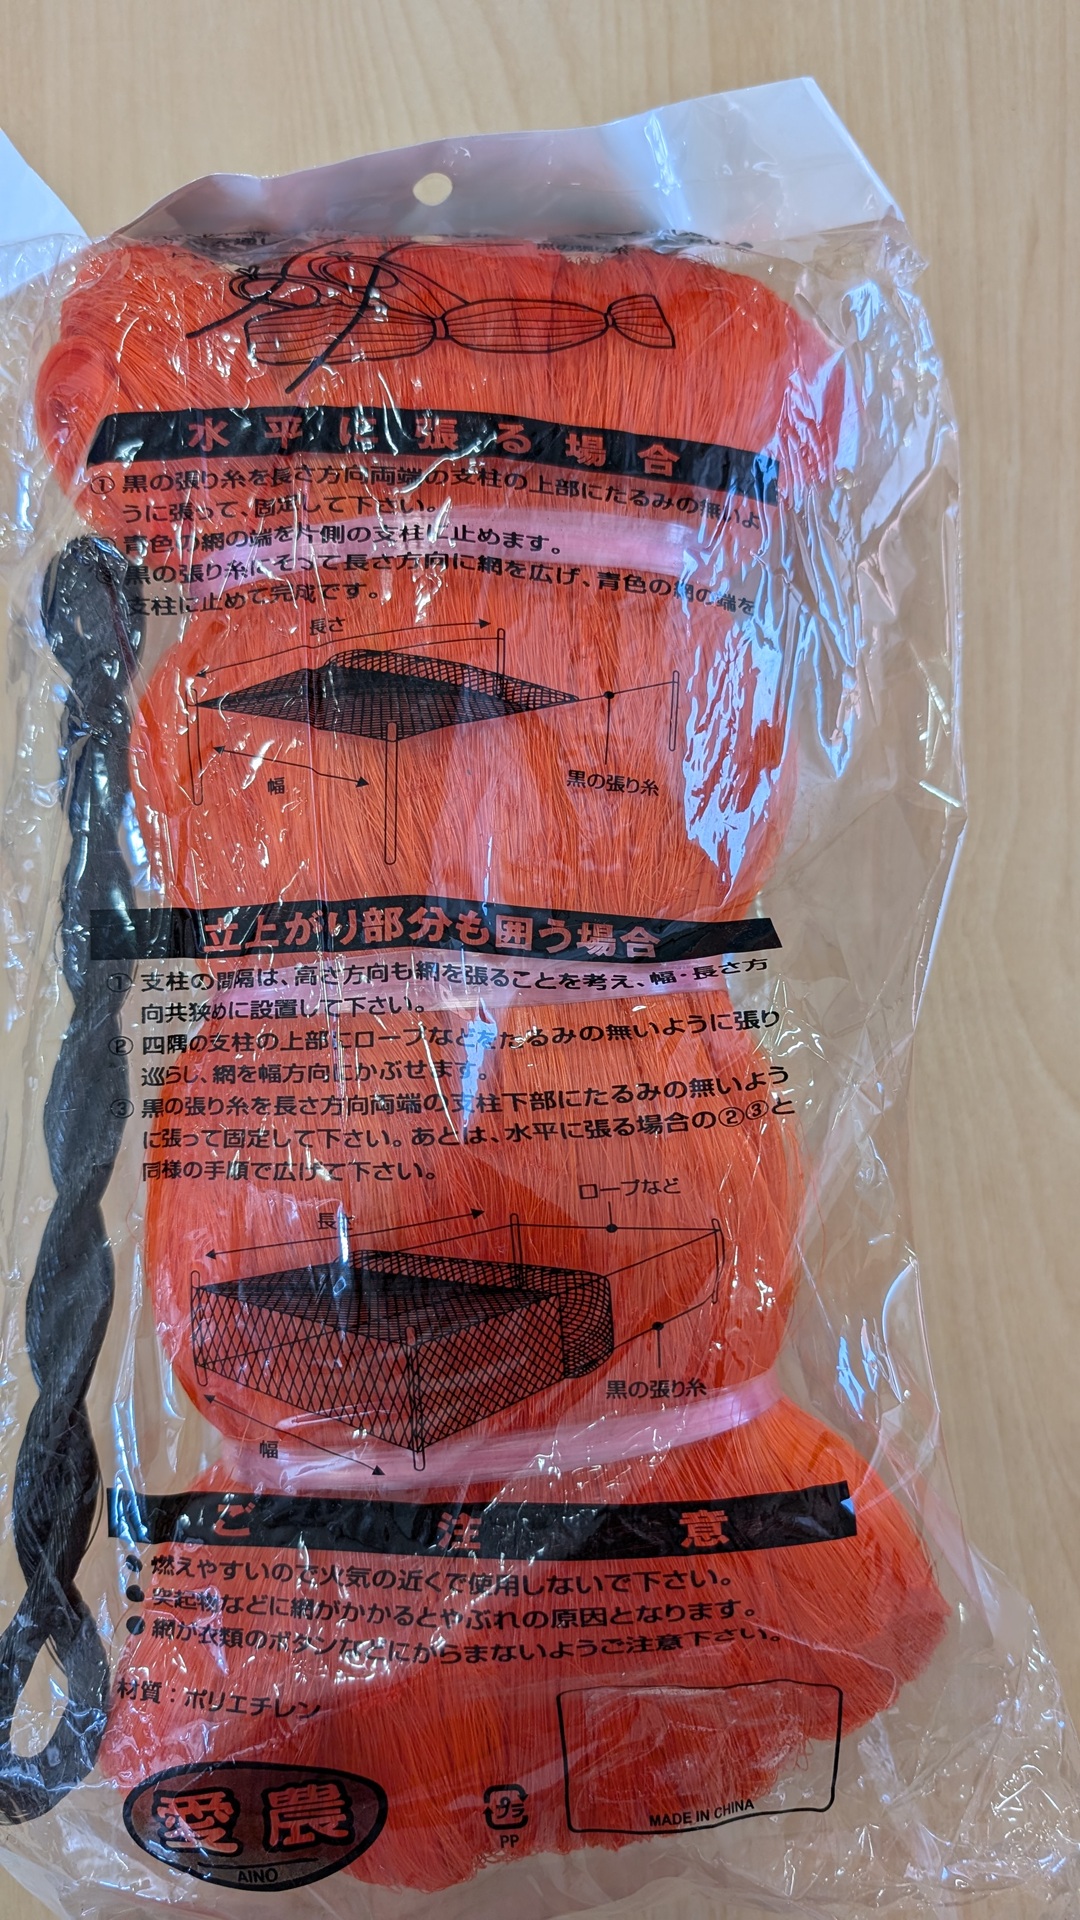 黒の張り糸
水平に張る場合
① 黒の張り糸を長さ方向両端の支柱の上部にたるみの無いよ
うに張って、固定して下さい。
青色の網の端を片側の支柱に止めます。
③ 黒の張り糸にそって長さ方向に網を広げ、青色の網の端を
支柱に止めて完成です。
長さ
幅
黒の張り糸
立上がり部分も囲う場合
① 支柱の間隔は、高さ方向も網を張ることを考え、幅・長さ方
向共狭めに設置して下さい。
② 四隅の支柱の上部にロープなどをたるみの無いように張り
巡らし、網を幅方向にかぶせます。
③ 黒の張り糸を長さ方向両端の支柱下部にたるみの無いよう
に張って固定して下さい。あとは、水平に張る場合の②③と
同様の手順で広げて下さい。
ロープなど
長さ
黒の張り糸
幅
ご注意
● 燃えやすいので火気の近くで使用しないで下さい。
● 突起物などに網がかかるとやぶれの原因となります。
● 網が衣類のボタンなどにからまないようご注意下さい。
材質：ポリエチレン
愛農
AINO
プラ
PP
MADE IN CHINA